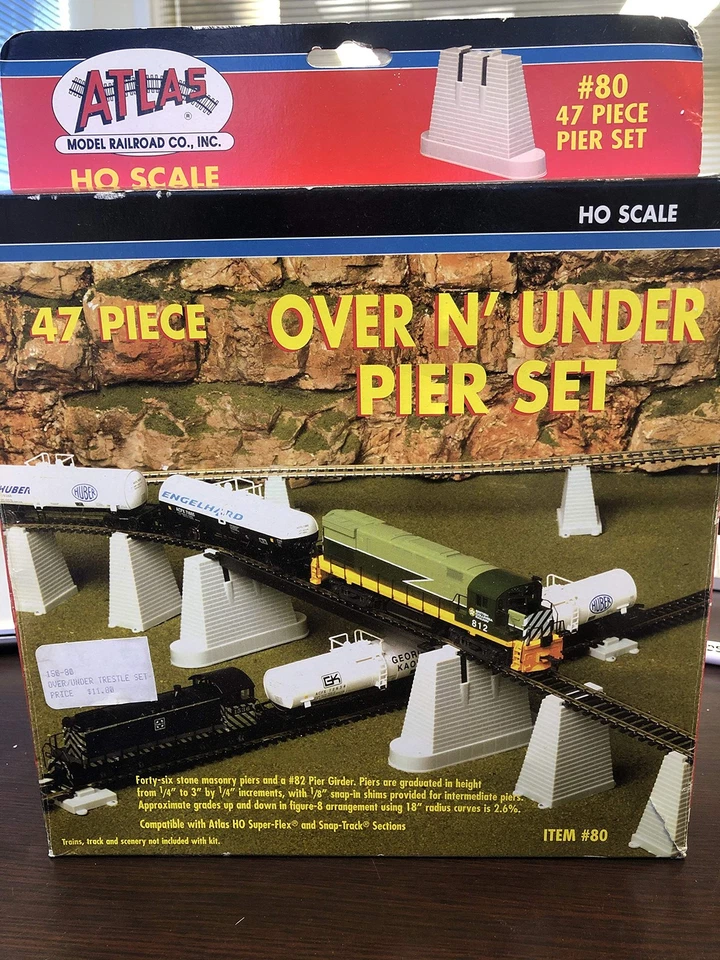 ATLAS
®
MODEL RAILROAD CO., INC.
HO SCALE
#80
47 PIECE
PIER SET
HO SCALE
47 PIECE
OVER N' UNDER
PIER SET
HUBER
HUBER
ENGELHARD
HUBER
812
GK
GEOR
KAO
150-80
OVER/UNDER TRESTLE SET
PRICE $11.00
Forty-six stone masonry piers and a #82 Pier Girder. Piers are graduated in height
from 1/4" to 3" by 1/4" increments, with 1/8" snap-in shims provided for intermediate piers.
Approximate grades up and down in figure-8 arrangement using 18" radius curves is 2.6%.
Compatible with Atlas HO Super-Flex® and Snap-Track® Sections
Trains, track and scenery not included with kit.
ITEM #80